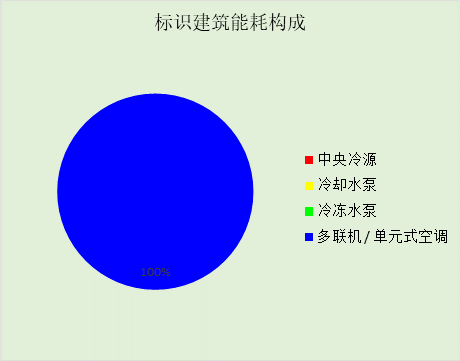 标识建筑能耗构成
中央冷源
冷却水泵
冷冻水泵
多联机/单元式空调
100%